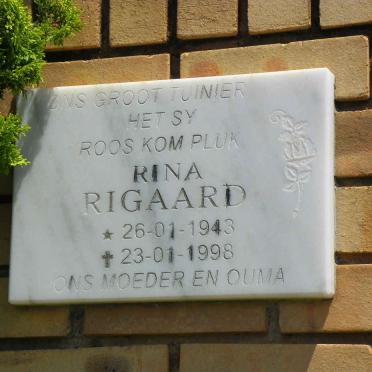 ONS GROOT TUINIER
HET SY
ROOS KOM PLUK
RINA
RIGAARD
* 26-01-1943
✝ 23-01-1998
ONS MOEDER EN OUMA